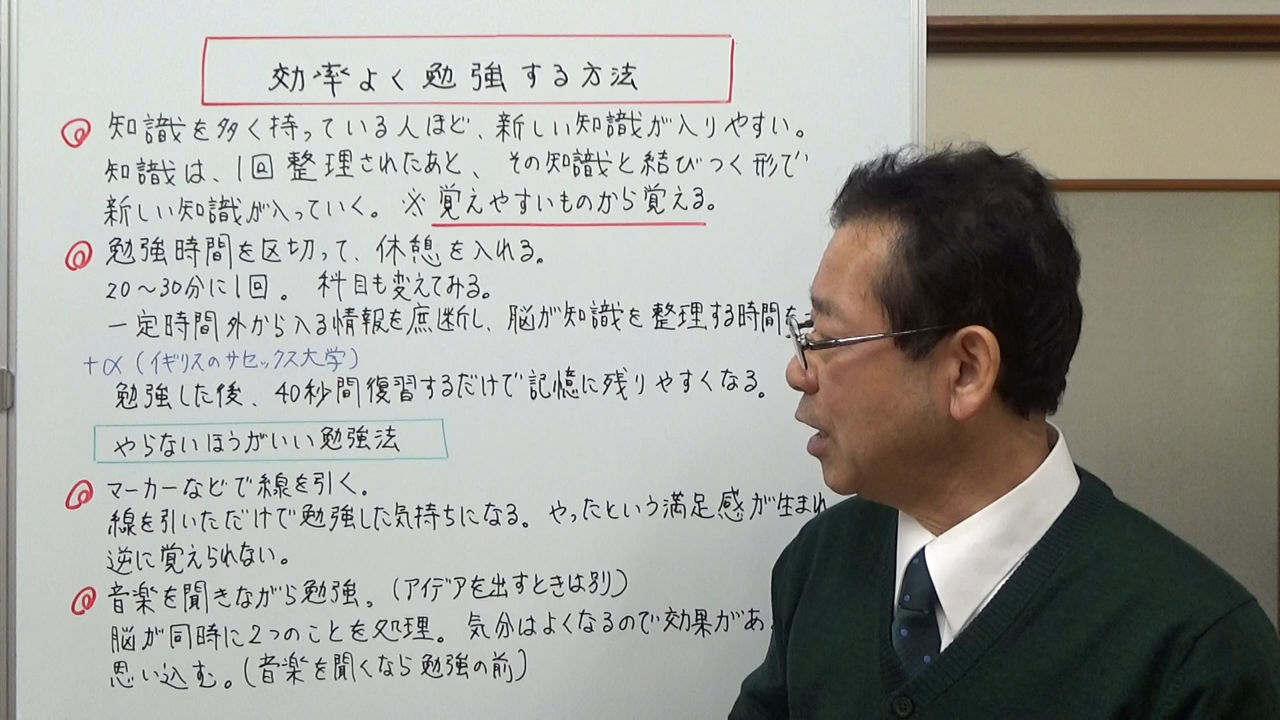 効率よく勉強する方法
◎ 知識を多く持っている人ほど、新しい知識が入りやすい。
知識は、1回整理されたあと、その知識と結びつく形で
新しい知識が入っていく。※覚えやすいものから覚える。
◎ 勉強時間を区切って、休憩を入れる。
20～30分に1回。 科目も変えてみる。
一定時間外から入る情報を庶断し、脳が知識を整理する時間を
+α (イギリスのサセックス大学)
勉強した後、40秒間復習するだけで記憶に残りやすくなる。
やらないほうがいい勉強法
◎ マーカーなどで線を引く。
線を引いただけで勉強した気持ちになる。やったという満足感が生まれ
逆に覚えられない。
◎ 音楽を聞きながら勉強。(アイデアを出すときは別)
脳が同時に2つのことを処理。気分はよくなるので効果があ
思い込む。(音楽を聞くなら勉強の前)